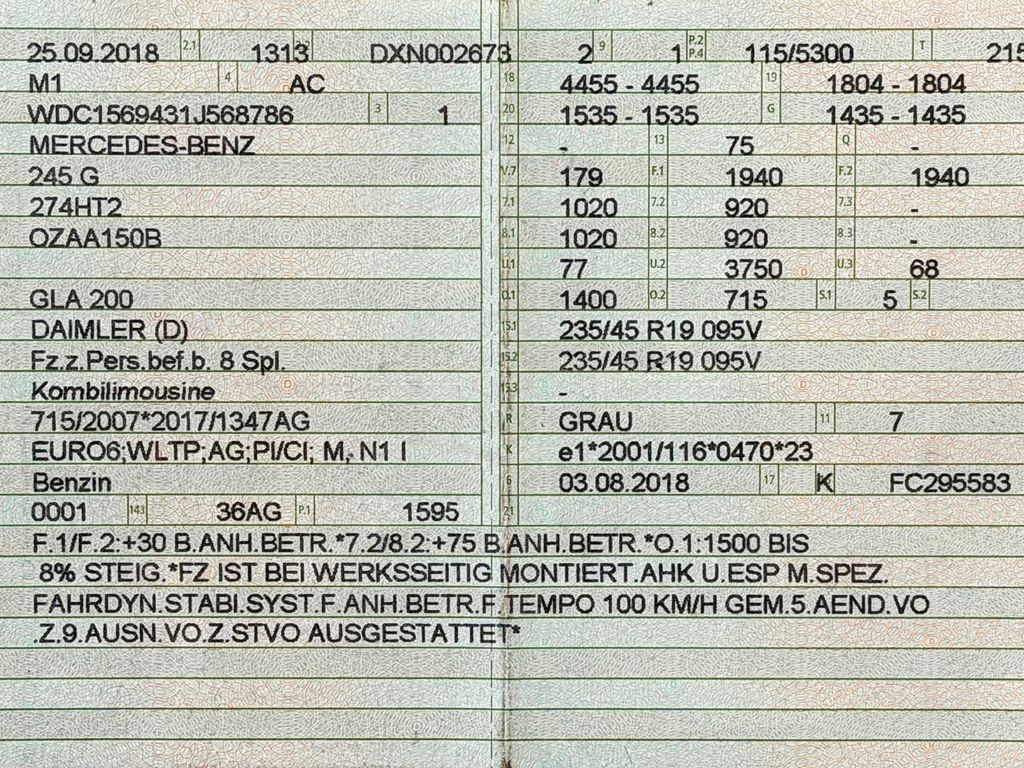 25.09.2018 2.1 1313 2.2 DXN002673 2 9 1 P.2 P.4 115/5300 T 215
M1 4 AC 18 4455 - 4455 19 1804 - 1804
WDC1569431J568786 3 1 20 1535 - 1535 G 1435 - 1435
MERCEDES-BENZ 12 - 13 75 Q -
245 G V.7 179 F.1 1940 F.2 1940
274HT2 7.1 1020 7.2 920 7.3 -
OZAA150B 8.1 1020 8.2 920 8.3 -
U.1 77 U.2 3750 U.3 68
GLA 200 O.1 1400 O.2 715 S.1 5 S.2
DAIMLER (D) 15.1 235/45 R19 095V
Fz.z.Pers.bef.b. 8 Spl. 15.2 235/45 R19 095V
Kombilimousine 15.3 -
715/2007*2017/1347AG R GRAU 11 7
EURO6;WLTP;AG;PI/CI; M, N1 I K e1*2001/116*0470*23
Benzin 6 03.08.2018 17 K FC295583
0001 14.1 36AG P.1 1595 21
F.1/F.2:+30 B.ANH.BETR.*7.2/8.2:+75 B.ANH.BETR.*O.1:1500 BIS
8% STEIG.*FZ IST BEI WERKSSEITIG MONTIERT.AHK U.ESP M.SPEZ.
FAHRDYN.STABI.SYST.F.ANH.BETR.F.TEMPO 100 KM/H GEM.5.AEND.VO
.Z.9.AUSN.VO.Z.STVO AUSGESTATTET*